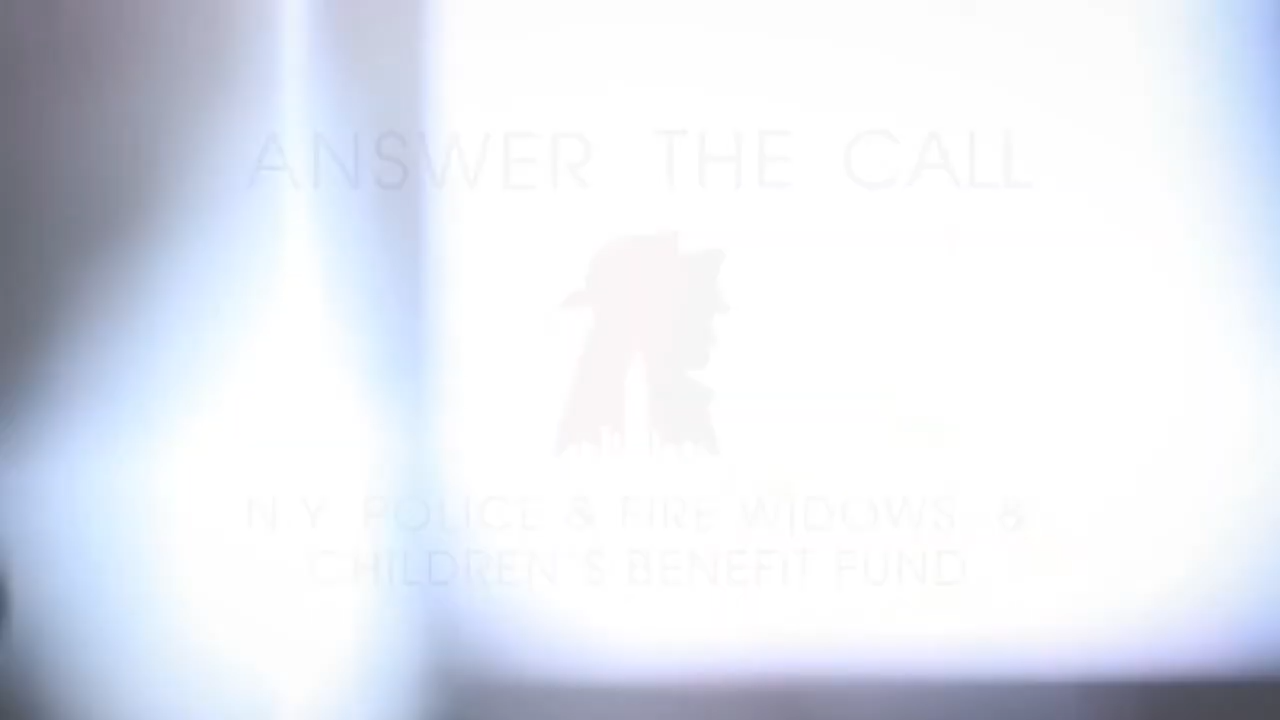 ANSWER THE CALL
N.Y. POLICE & FIRE WIDOWS' &
CHILDREN'S BENEFIT FUND